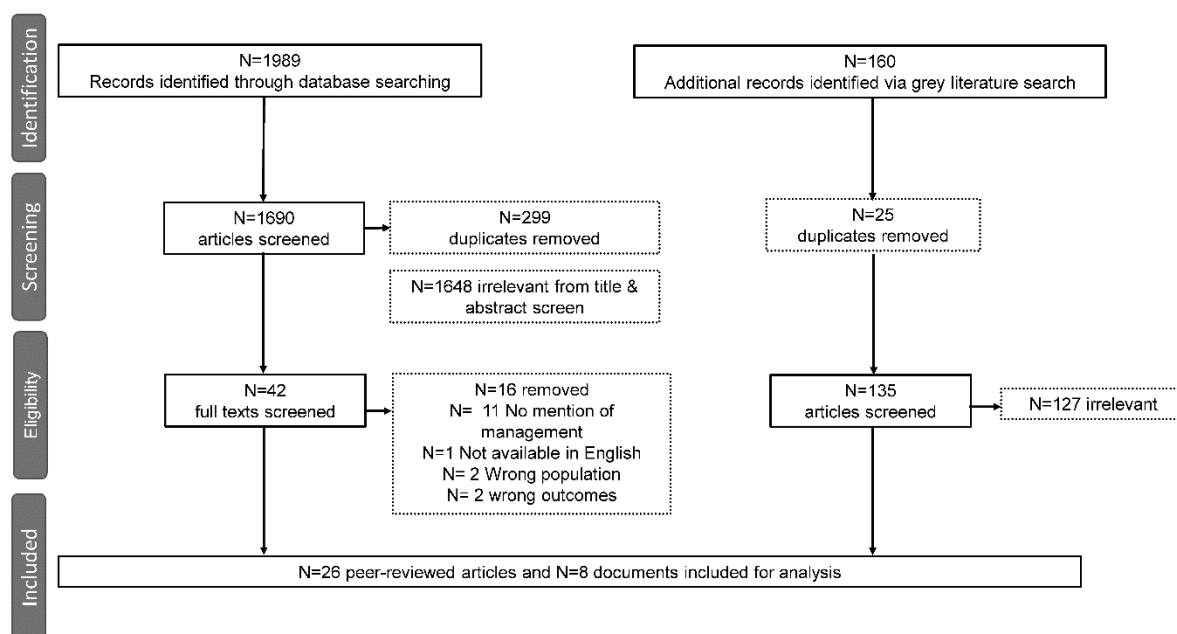 Identification
N=1989
Records identified through database searching
N=160
Additional records identified via grey literature search
Screening
N=1690
articles screened
N=299
duplicates removed
N=25
duplicates removed
N=1648 irrelevant from title &
abstract screen
Eligibility
N=42
full texts screened
N=16 removed
N= 11 No mention of
management
N=1 Not available in English
N= 2 Wrong population
N= 2 wrong outcomes
N=135
articles screened
N=127 irrelevant
Included
N=26 peer-reviewed articles and N=8 documents included for analysis